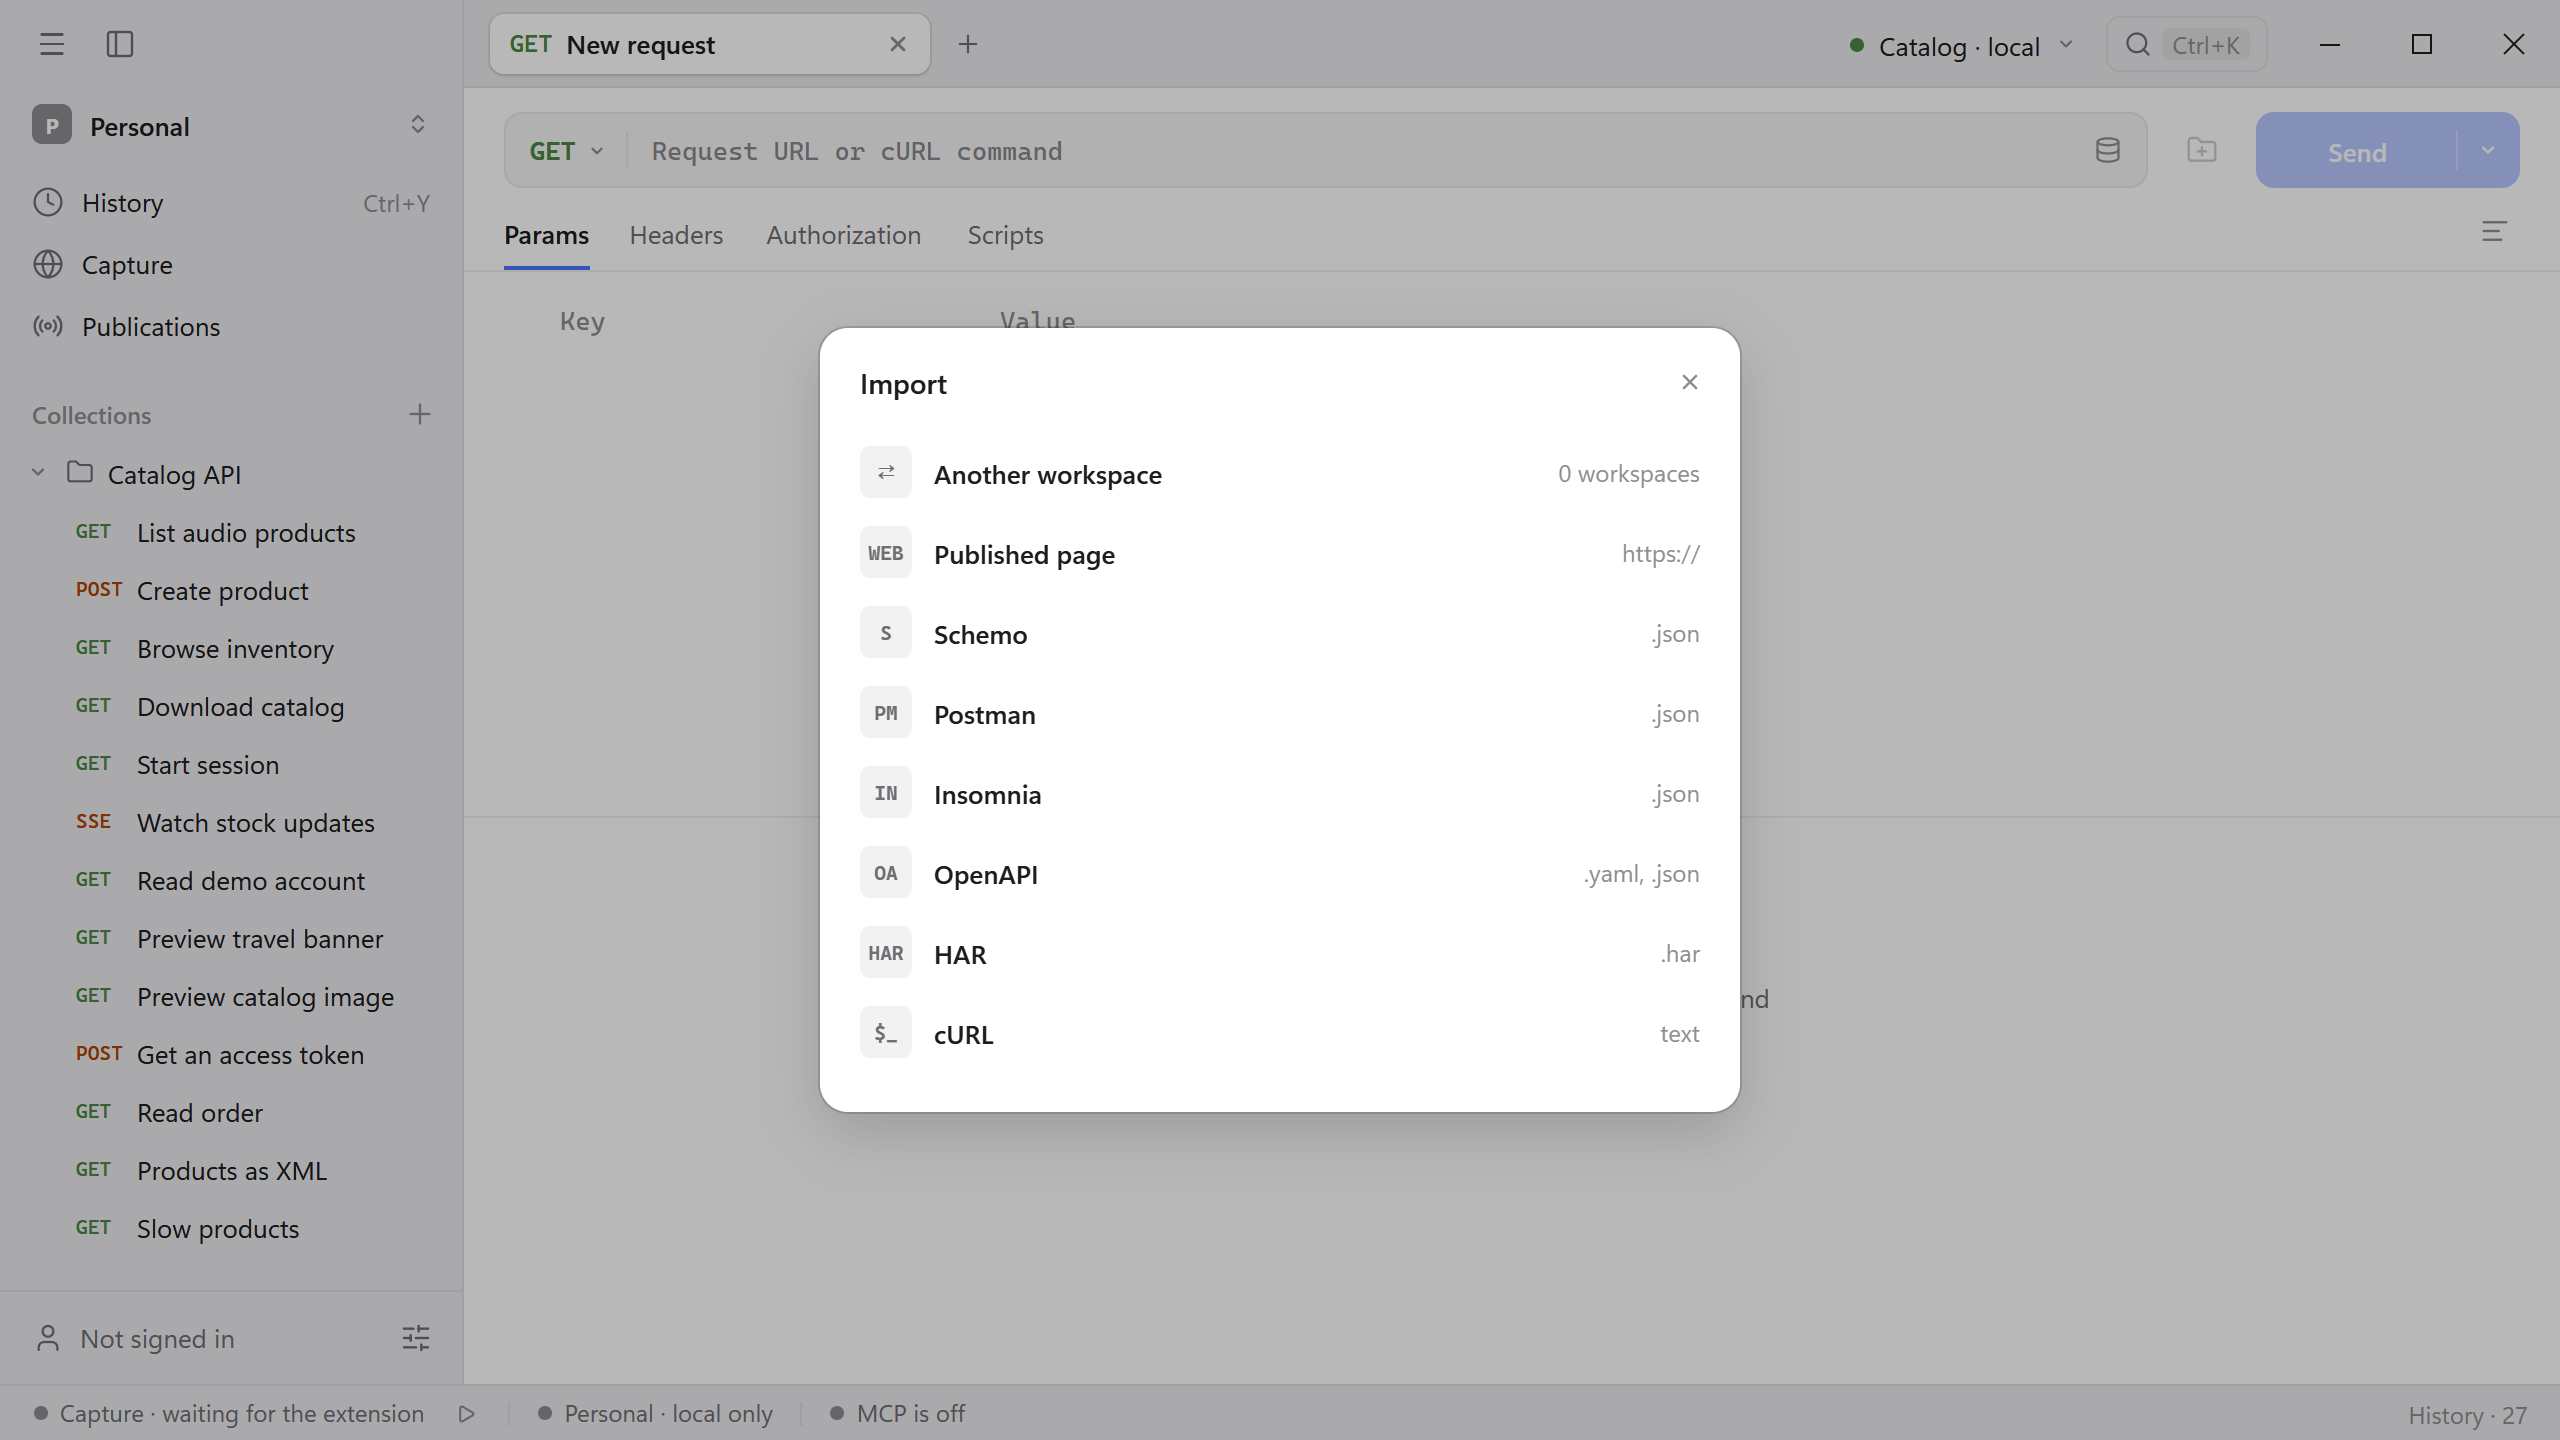 GET New request
Catalog · local
Ctrl+K
P Personal
History Ctrl+Y
Capture
Publications
Collections
Catalog API
GET List audio products
POST Create product
GET Browse inventory
GET Download catalog
GET Start session
SSE Watch stock updates
GET Read demo account
GET Preview travel banner
GET Preview catalog image
POST Get an access token
GET Read order
GET Products as XML
GET Slow products
Not signed in
GET Request URL or cURL command
Send
Params Headers Authorization Scripts
Key Value
Import
Another workspace 0 workspaces
WEB Published page https://
S Schemo .json
PM Postman .json
IN Insomnia .json
OA OpenAPI .yaml, .json
HAR HAR .har
$_ cURL text
nd
Capture · waiting for the extension
Personal · local only
MCP is off
History · 27